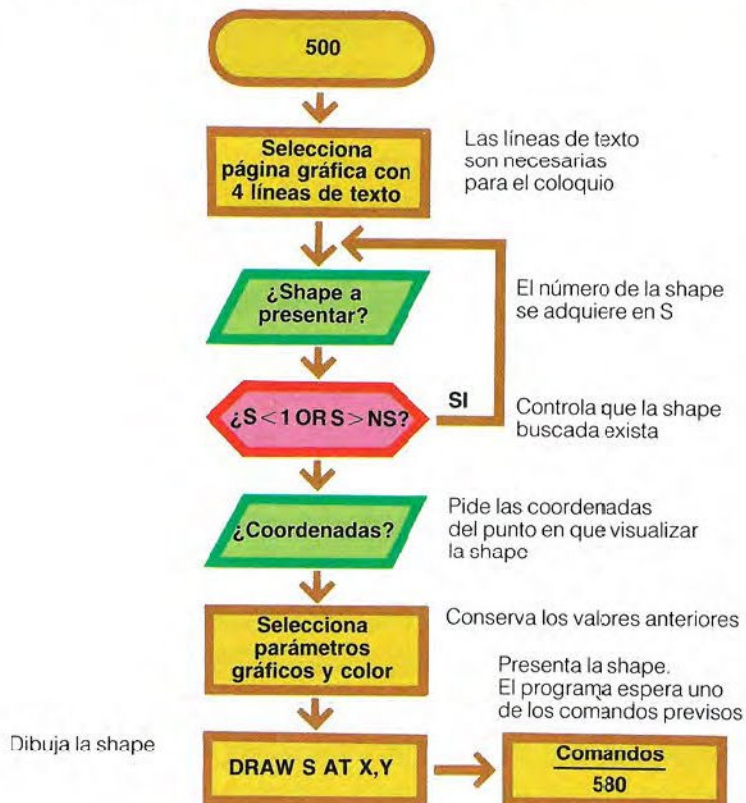 500
Selecciona
página gráfica con
4 líneas de texto
Las líneas de texto
son necesarias
para el coloquio
¿Shape a
presentar?
El número de la shape
se adquiere en S
¿S<1 OR S>NS?
SI
Controla que la shape
buscada exista
¿Coordenadas?
Pide las coordenadas
del punto en que visualizar
la shape
Selecciona
parámetros
gráficos y color
Conserva los valores anteriores
Presenta la shape.
El programa espera uno
de los comandos previsos
Dibuja la shape
DRAW S AT X,Y
Comandos
580